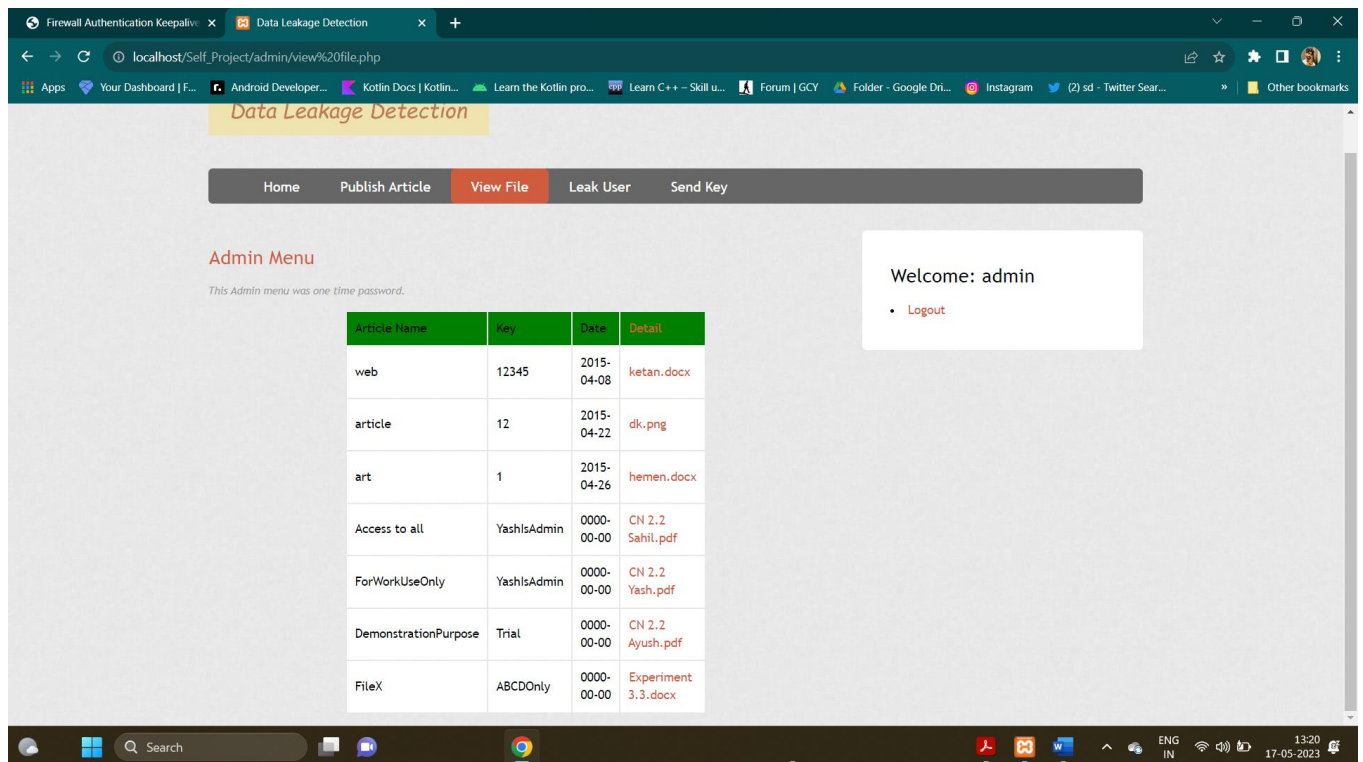 Firewall Authentication Keepalive
Data Leakage Detection
localhost/Self_Project/admin/view%20file.php
Apps
Your Dashboard | F...
Android Developer...
Kotlin Docs | Kotlin...
Learn the Kotlin pro...
Learn C++ – Skill u...
Forum | GCY
Folder - Google Dri...
Instagram
(2) sd - Twitter Sear...
»
Other bookmarks
Data Leakage Detection
Home Publish Article View File Leak User Send Key
Admin Menu
This Admin menu was one time password.
Welcome: admin
• Logout
Article Name Key Date Detail
web 12345 2015-04-08 ketan.docx
article 12 2015-04-22 dk.png
art 1 2015-04-26 hemen.docx
Access to all YashIsAdmin 0000-00-00 CN 2.2 Sahil.pdf
ForWorkUseOnly YashIsAdmin 0000-00-00 CN 2.2 Yash.pdf
DemonstrationPurpose Trial 0000-00-00 CN 2.2 Ayush.pdf
FileX ABCDOnly 0000-00-00 Experiment 3.3.docx
Search
ENG
IN
13:20
17-05-2023